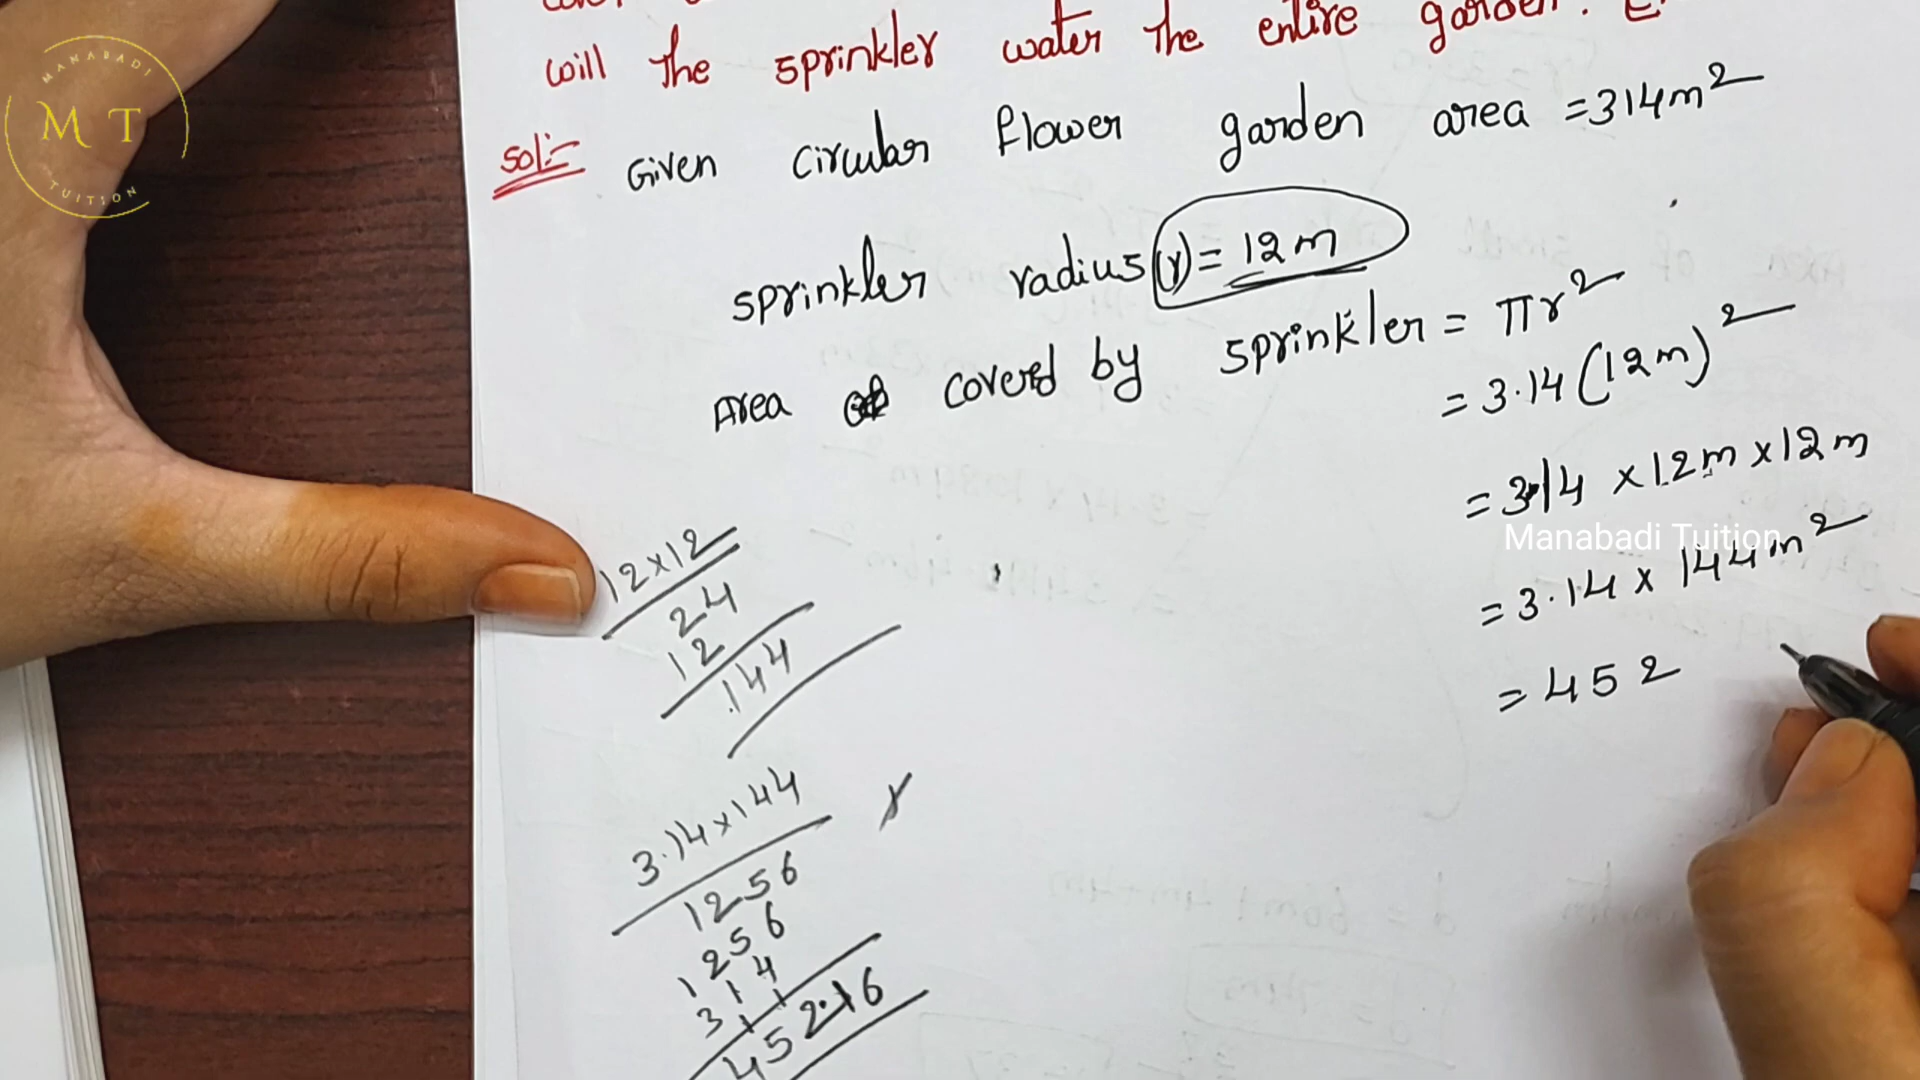 MANABADI
M T
TUITION
will the sprinkler water the entire garden?
Sol:- Given circular flower garden area = 314m²
sprinkler radius (r) = 12m
Area covered by sprinkler = πr²
= 3.14 (12m)²
= 3.14 × 12m × 12m
Manabadi Tuition
= 3.14 × 144m²
= 452
12×12
24
12
144
3.14×144
1256
1256
314
452.16